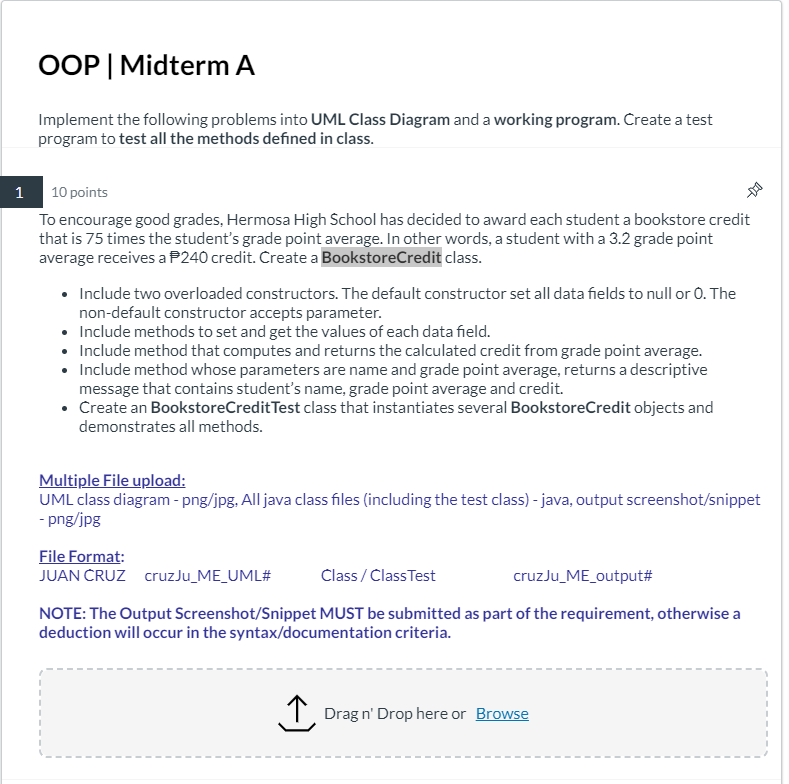 OOP | Midterm A
Implement the following problems into UML Class Diagram and a working program. Create a test
program to test all the methods defined in class.
1
10 points
To encourage good grades, Hermosa High School has decided to award each student a bookstore credit
that is 75 times the student's grade point average. In other words, a student with a 3.2 grade point
average receives a ₱240 credit. Create a BookstoreCredit class.
• Include two overloaded constructors. The default constructor set all data fields to null or 0. The
non-default constructor accepts parameter.
• Include methods to set and get the values of each data field.
• Include method that computes and returns the calculated credit from grade point average.
• Include method whose parameters are name and grade point average, returns a descriptive
message that contains student's name, grade point average and credit.
• Create an BookstoreCreditTest class that instantiates several BookstoreCredit objects and
demonstrates all methods.
Multiple File upload:
UML class diagram - png/jpg, All java class files (including the test class) - java, output screenshot/snippet
- png/jpg
File Format:
JUAN CRUZ cruzJu_ME_UML# Class / ClassTest cruzJu_ME_output#
NOTE: The Output Screenshot/Snippet MUST be submitted as part of the requirement, otherwise a
deduction will occur in the syntax/documentation criteria.
Drag n' Drop here or Browse